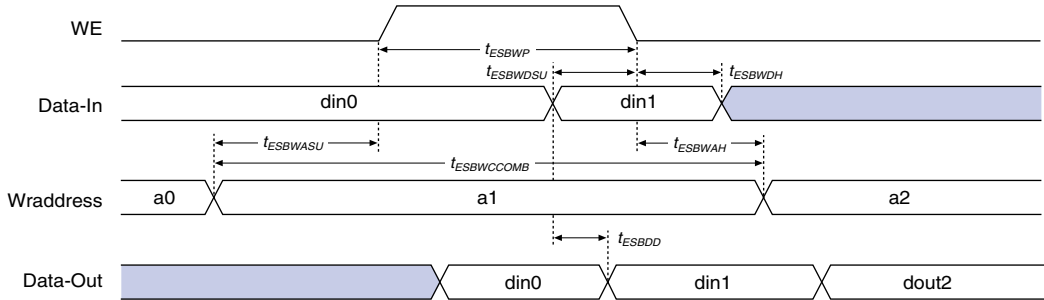 WE
tESBWP
tESBWDSU
tESBWDH
Data-In din0 din1
tESBWASU
tESBWAH
tESBWCCOMB
Wraddress a0 a1 a2
tESBDD
Data-Out din0 din1 dout2